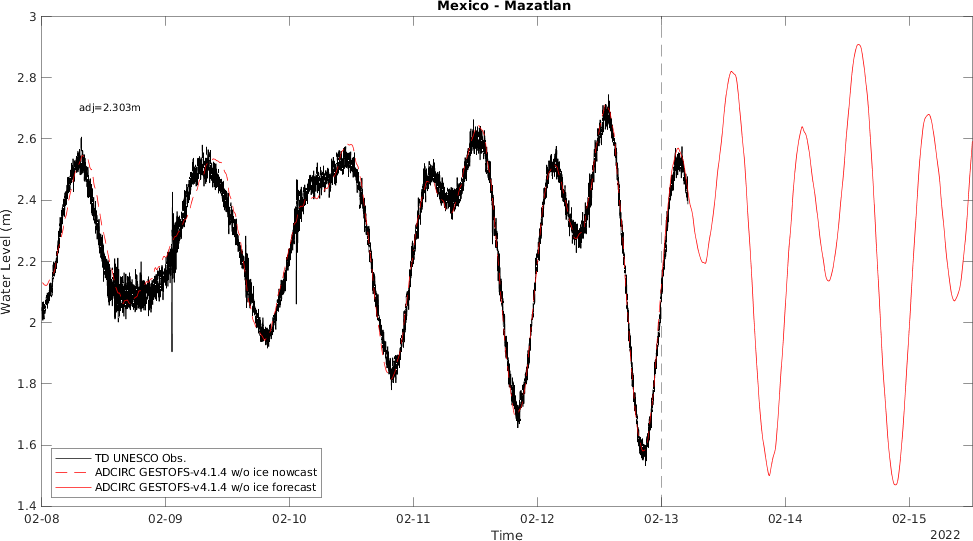 Mexico - Mazatlan
3
2.8
2.6
2.4
2.2
2
1.8
1.6
1.4
Water Level (m)
adj=2.303m
TD UNESCO Obs.
ADCIRC GESTOFS-v4.1.4 w/o ice nowcast
ADCIRC GESTOFS-v4.1.4 w/o ice forecast
02-08 02-09 02-10 02-11 02-12 02-13 02-14 02-15
Time
2022